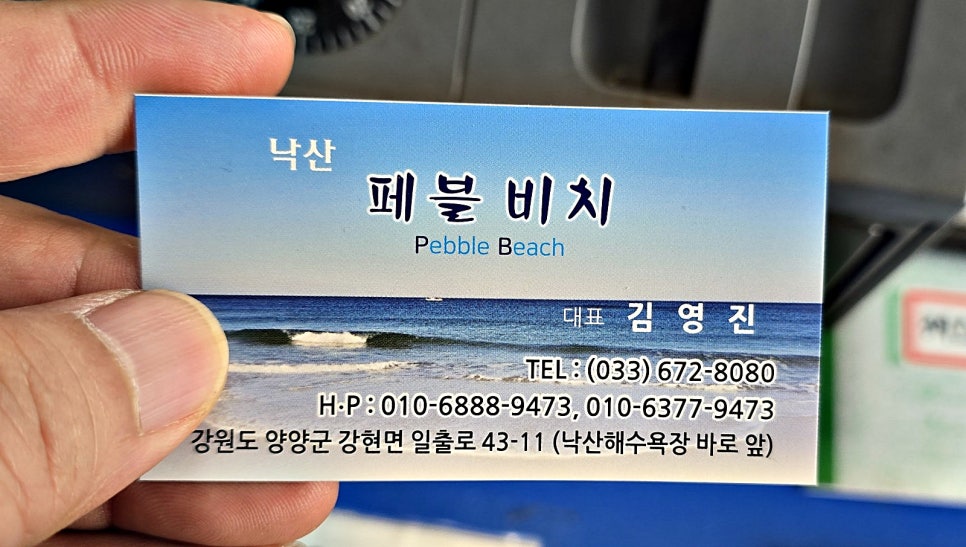 낙산
페블 비치
Pebble Beach
대표 김 영 진
TEL : (033) 672-8080
H·P : 010-6888-9473, 010-6377-9473
강원도 양양군 강현면 일출로 43-11 (낙산해수욕장 바로 앞)